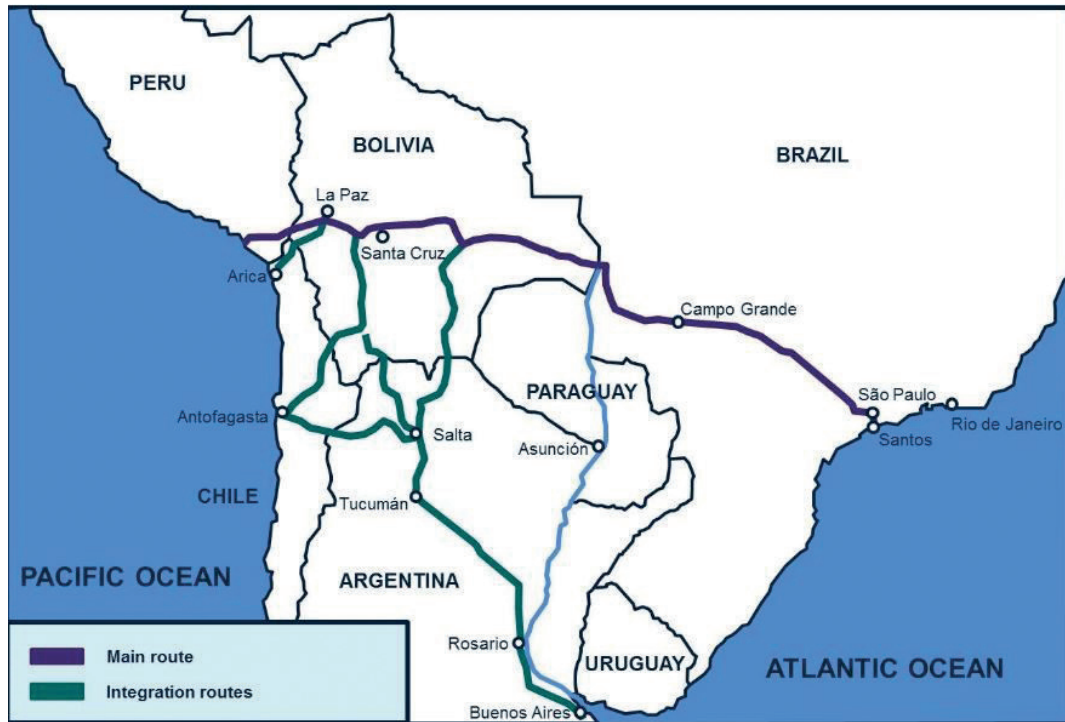 PERU
BOLIVIA
BRAZIL
La Paz
Santa Cruz
Arica
Campo Grande
PARAGUAY
São Paulo
Antofagasta
Rio de Janeiro
Santos
Salta
Asunción
CHILE
Tucumán
PACIFIC OCEAN
ARGENTINA
Rosario
URUGUAY
ATLANTIC OCEAN
Main route
Integration routes
Buenos Aires